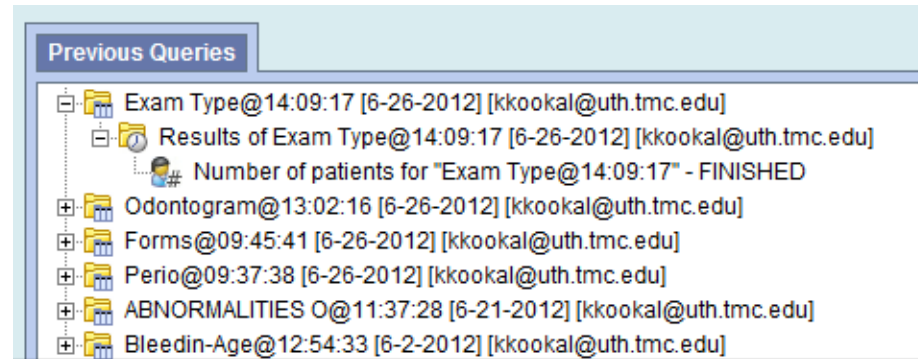 Previous Queries
Exam Type@14:09:17 [6-26-2012] [kkookal@uth.tmc.edu]
Results of Exam Type@14:09:17 [6-26-2012] [kkookal@uth.tmc.edu]
Number of patients for "Exam Type@14:09:17" - FINISHED
Odontogram@13:02:16 [6-26-2012] [kkookal@uth.tmc.edu]
Forms@09:45:41 [6-26-2012] [kkookal@uth.tmc.edu]
Perio@09:37:38 [6-26-2012] [kkookal@uth.tmc.edu]
ABNORMALITIES O@11:37:28 [6-21-2012] [kkookal@uth.tmc.edu]
Bleedin-Age@12:54:33 [6-2-2012] [kkookal@uth.tmc.edu]